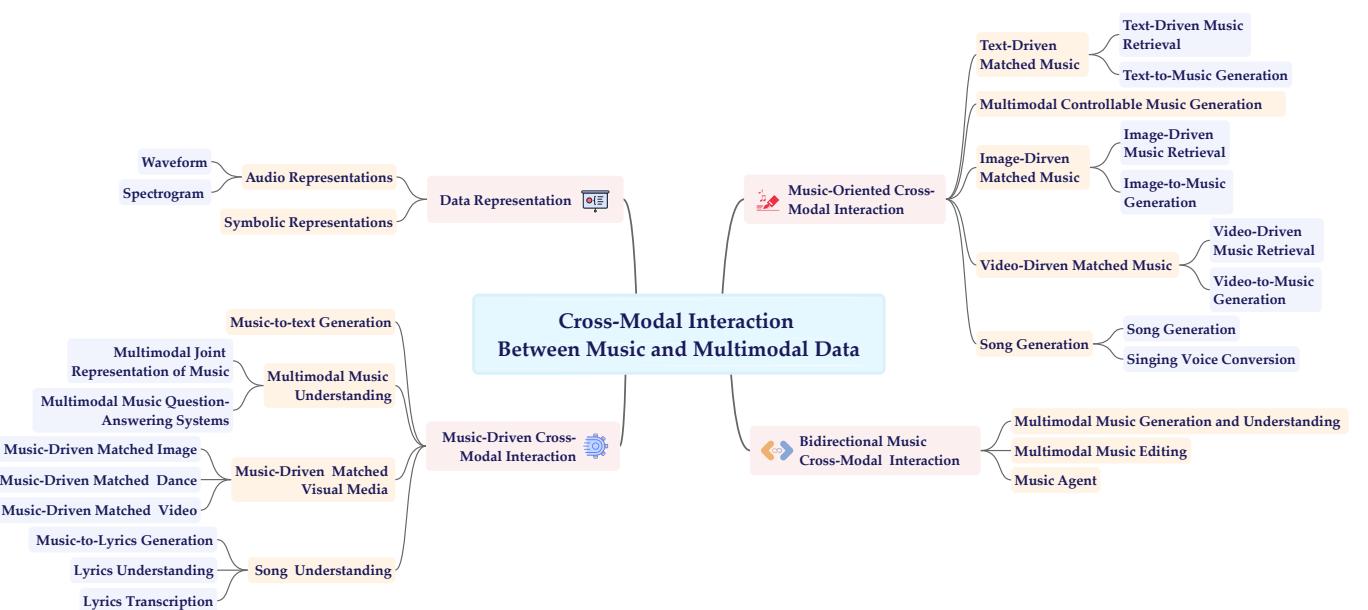 Cross-Modal Interaction
Between Music and Multimodal Data
Data Representation
Audio Representations
Waveform
Spectrogram
Symbolic Representations
Music-Driven Cross-
Modal Interaction
Music-to-text Generation
Multimodal Music
Understanding
Multimodal Joint
Representation of Music
Multimodal Music Question-
Answering Systems
Music-Driven Matched
Visual Media
Music-Driven Matched Image
Music-Driven Matched Dance
Music-Driven Matched Video
Song Understanding
Music-to-Lyrics Generation
Lyrics Understanding
Lyrics Transcription
Music-Oriented Cross-
Modal Interaction
Text-Driven
Matched Music
Text-Driven Music
Retrieval
Text-to-Music Generation
Multimodal Controllable Music Generation
Image-Dirven
Matched Music
Image-Driven
Music Retrieval
Image-to-Music
Generation
Video-Dirven Matched Music
Video-Driven
Music Retrieval
Video-to-Music
Generation
Song Generation
Song Generation
Singing Voice Conversion
Bidirectional Music
Cross-Modal Interaction
Multimodal Music Generation and Understanding
Multimodal Music Editing
Music Agent